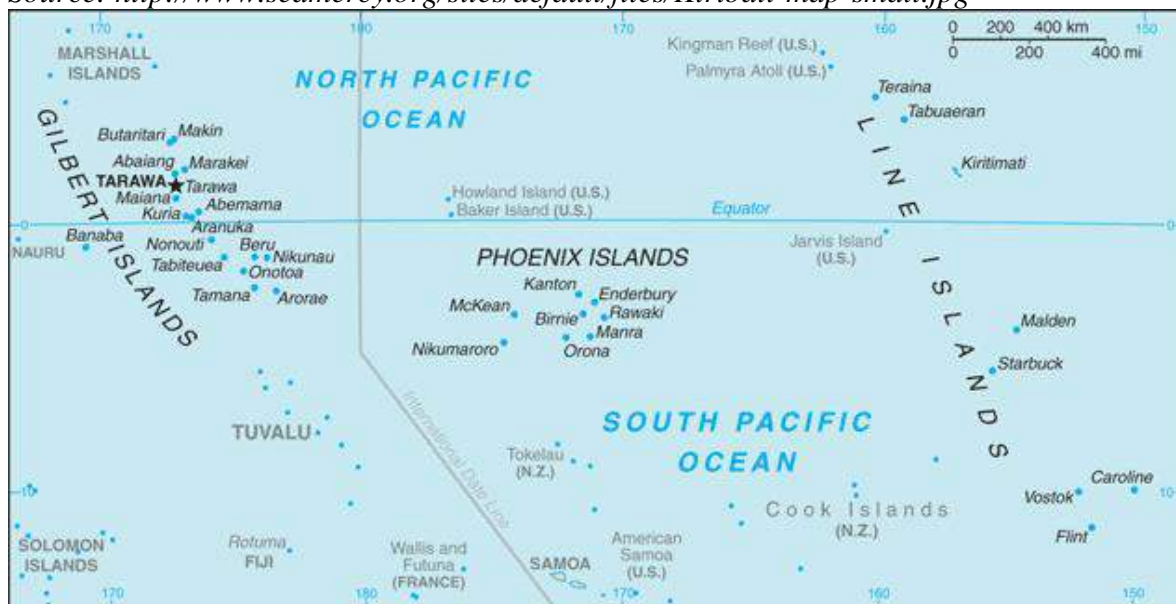 Source: http://www.seamercy.org/sites/default/files/Kiribati-map-small.jpg
170
180
170
160
150
0 200 400 km
0 200 400 mi
MARSHALL
ISLANDS
NORTH PACIFIC
OCEAN
Kingman Reef (U.S.)
Palmyra Atoll (U.S.)
Teraina
Tabuaeran
Kiritimati
LINE ISLANDS
GILBERT ISLANDS
Butaritari
Makin
Abaiang
Marakei
TARAWA
Tarawa
Maiana
Abemama
Kuria
Aranuka
Howland Island (U.S.)
Baker Island (U.S.)
Equator
0
0
Banaba
NAURU
Nonouti
Beru
Nikunau
Tabiteuea
Onotoa
Tamana
Arorae
PHOENIX ISLANDS
Kanton
Enderbury
McKean
Birnie
Rawaki
Manra
Nikumaroro
Orona
Jarvis Island
(U.S.)
Malden
Starbuck
International Date Line
SOUTH PACIFIC
OCEAN
TUVALU
Tokelau
(N.Z.)
Cook Islands
(N.Z.)
Caroline
Vostok
Flint
10
10
SOLOMON
ISLANDS
Rotuma
FIJI
Wallis and
Futuna
(FRANCE)
SAMOA
American
Samoa
(U.S.)
170
180
170
160
150